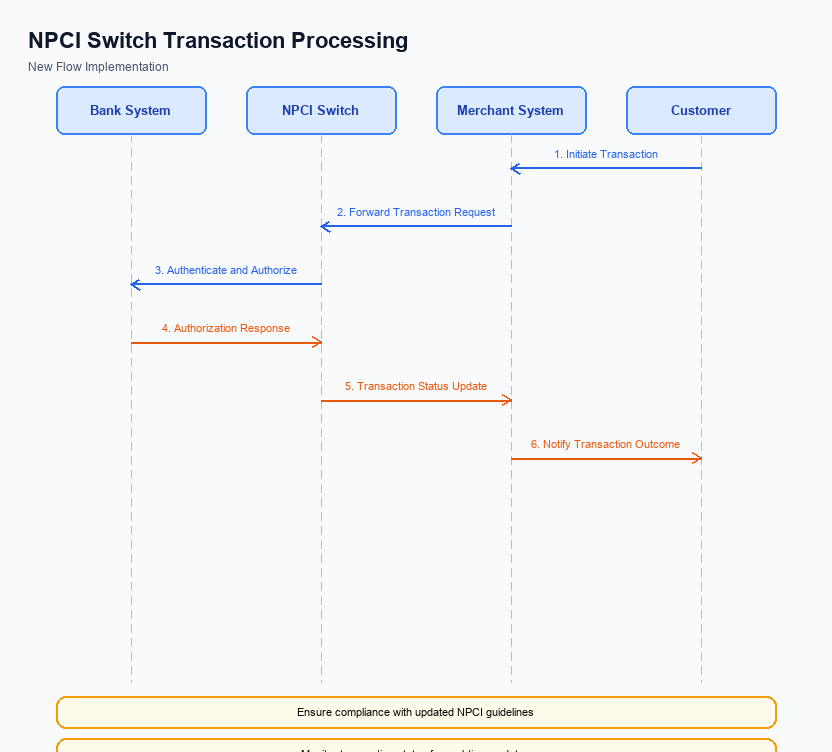 NPCI Switch Transaction Processing
New Flow Implementation
Bank System
NPCI Switch
Merchant System
Customer
1. Initiate Transaction
2. Forward Transaction Request
3. Authenticate and Authorize
4. Authorization Response
5. Transaction Status Update
6. Notify Transaction Outcome
Ensure compliance with updated NPCI guidelines